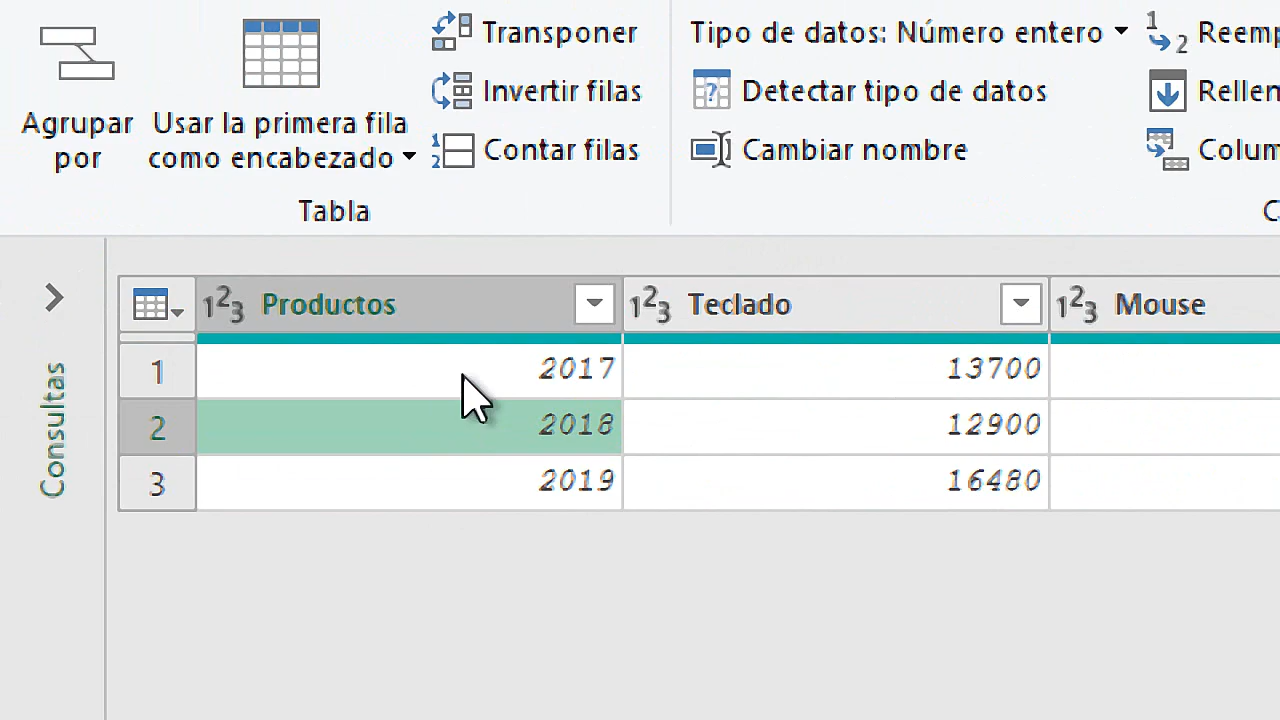 Agrupar
por
Usar la primera fila
como encabezado
Transponer
Invertir filas
Contar filas
Tabla
Tipo de datos: Número entero
Detectar tipo de datos
Cambiar nombre
Consultas
Productos Teclado Mouse
1 2017 13700
2 2018 12900
3 2019 16480